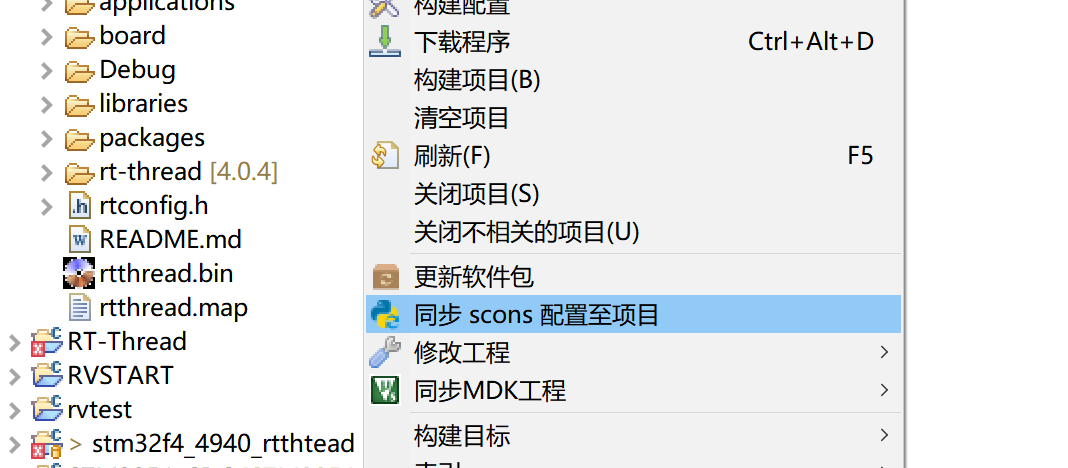 applications
board
Debug
libraries
packages
rt-thread [4.0.4]
rtconfig.h
README.md
rtthread.bin
rtthread.map
RT-Thread
RVSTART
rvtest
> stm32f4_4940_rtthtead
构建配置
下载程序 Ctrl+Alt+D
构建项目(B)
清空项目
刷新(F) F5
关闭项目(S)
关闭不相关的项目(U)
更新软件包
同步 scons 配置至项目
修改工程
同步MDK工程
构建目标
索引